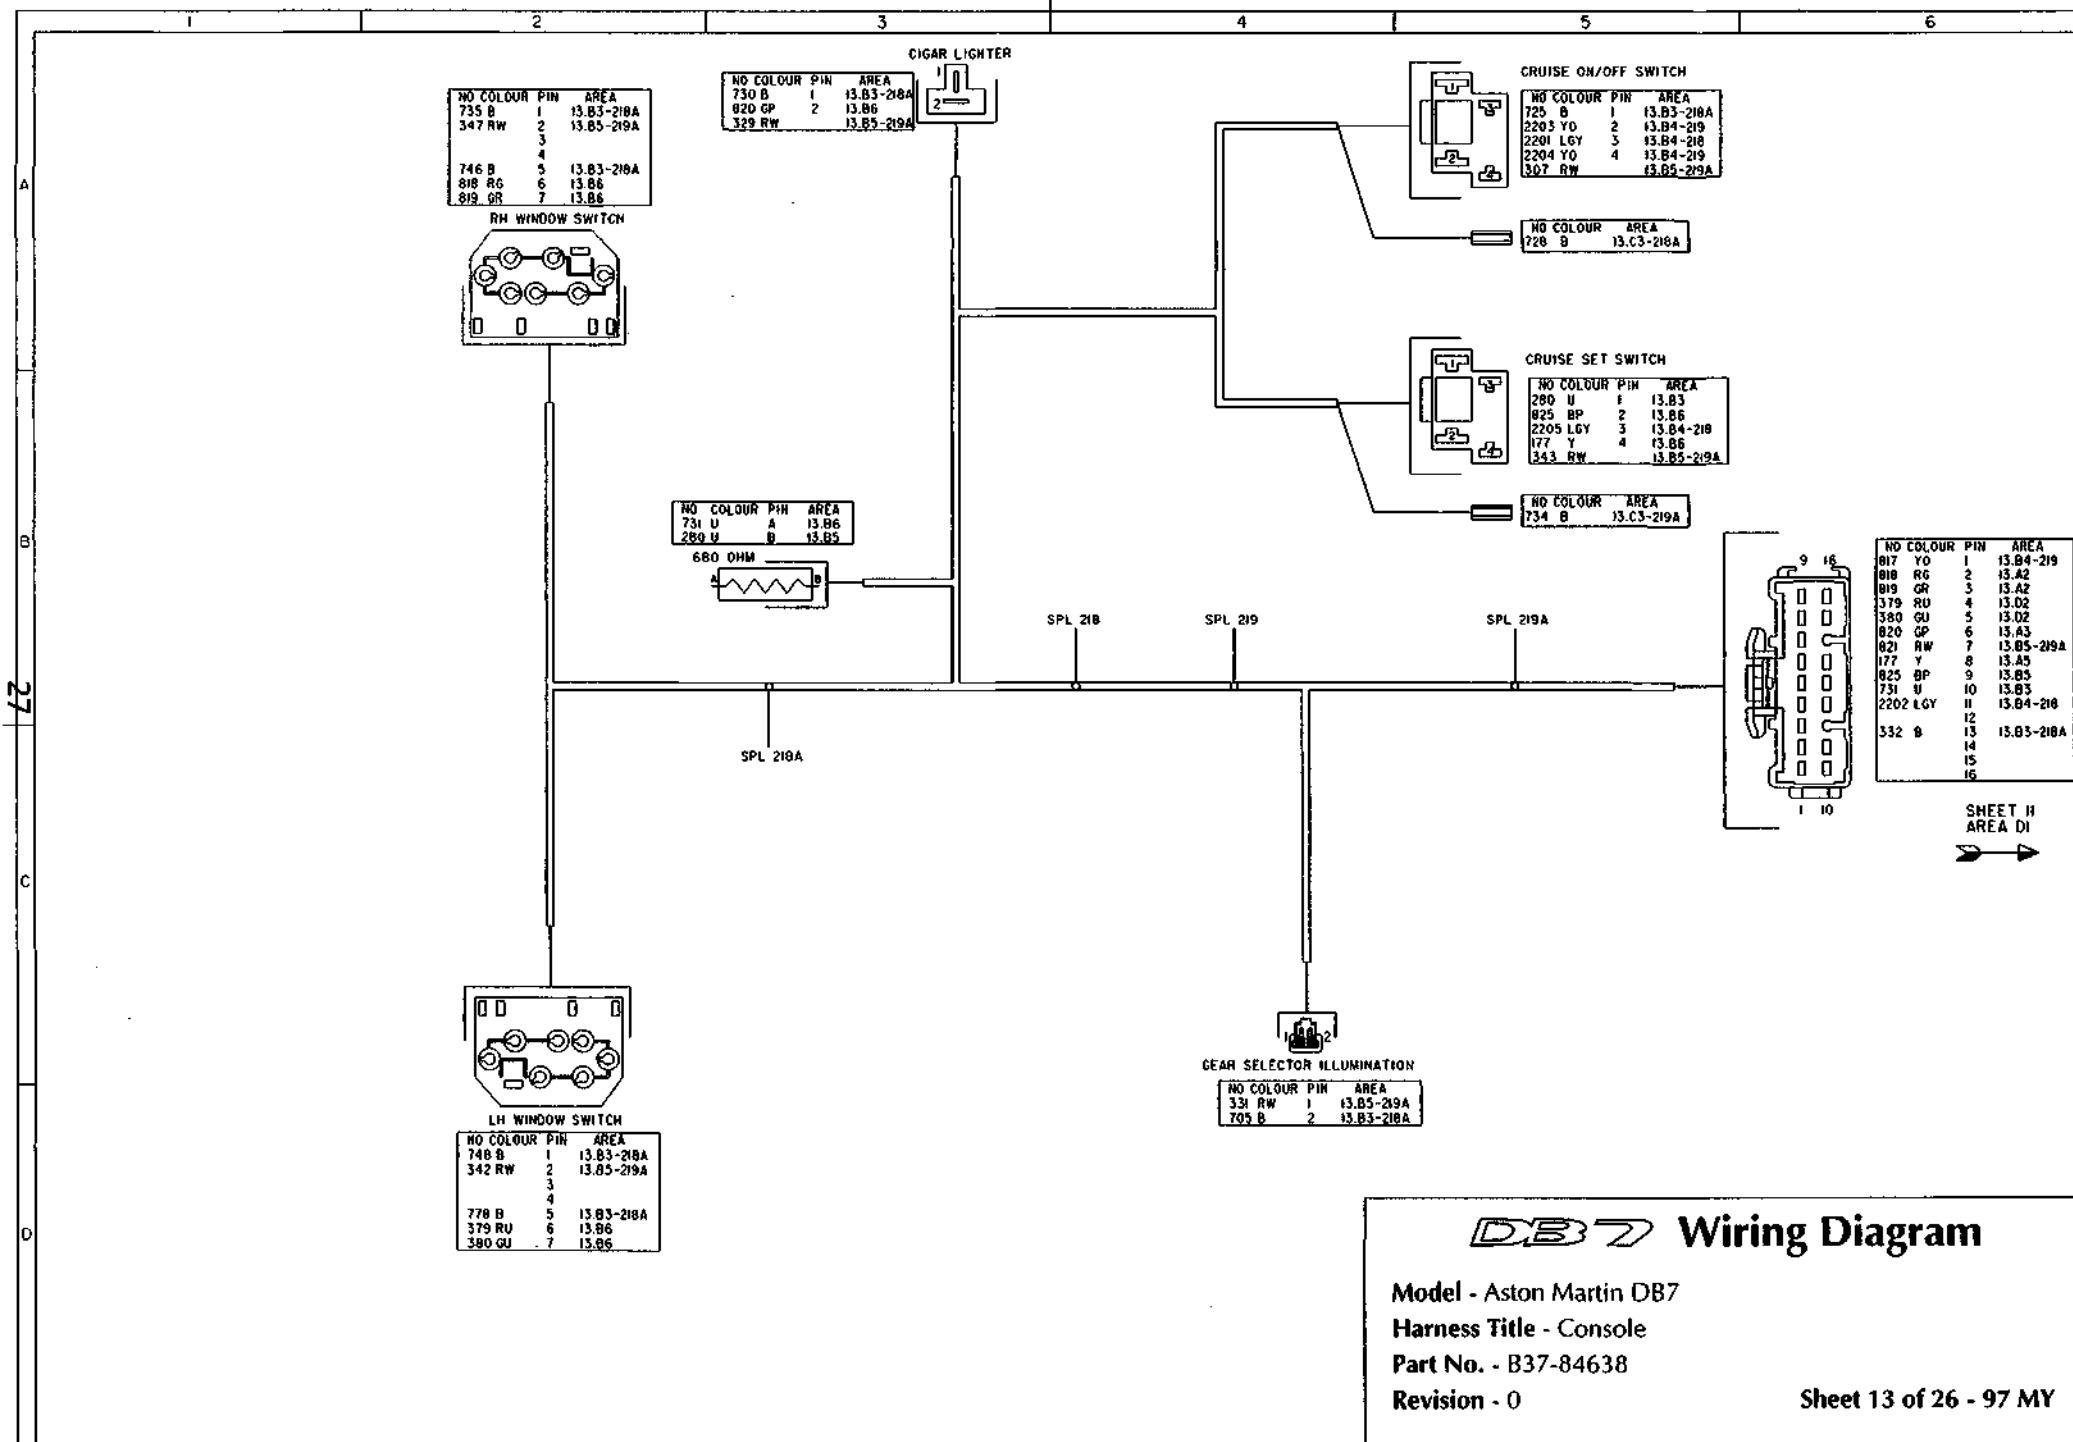 1 2 3 4 5 6
A
B
C
D
27
NO COLOUR PIN AREA
735 B 1 13.B3-218A
347 RW 2 13.B5-219A
3
4
746 B 5 13.B3-218A
818 RG 6 13.B6
819 GR 7 13.B6
RH WINDOW SWITCH
CIGAR LIGHTER
NO COLOUR PIN AREA
730 B 1 13.B3-218A
820 GP 2 13.B6
329 RW 13.B5-219A
1
2
CRUISE ON/OFF SWITCH
NO COLOUR PIN AREA
725 B 1 13.B3-218A
2203 YO 2 13.B4-219
2201 LGY 3 13.B4-218
2204 YO 4 13.B4-219
307 RW 13.B5-219A
1
3
2
4
NO COLOUR AREA
728 B 13.C3-218A
CRUISE SET SWITCH
NO COLOUR PIN AREA
280 U 1 13.B3
825 BP 2 13.B6
2205 LGY 3 13.B4-218
177 Y 4 13.B6
343 RW 13.B5-219A
1
3
2
4
NO COLOUR AREA
734 B 13.C3-219A
NO COLOUR PIN AREA
731 U A 13.B6
280 U B 13.B5
680 OHM
A B
SPL 218
SPL 219
SPL 219A
SPL 218A
9 16
1 10
NO COLOUR PIN AREA
817 YO 1 13.B4-219
818 RG 2 13.A2
819 GR 3 13.A2
379 RU 4 13.D2
380 GU 5 13.D2
820 GP 6 13.A3
821 RW 7 13.B5-219A
177 Y 8 13.A5
825 BP 9 13.B5
731 U 10 13.B3
2202 LGY 11 13.B4-218
12
332 B 13 13.B3-218A
14
15
16
SHEET 11
AREA D1
LH WINDOW SWITCH
NO COLOUR PIN AREA
748 B 1 13.B3-218A
342 RW 2 13.B5-219A
3
4
778 B 5 13.B3-218A
379 RU 6 13.B6
380 GU 7 13.B6
1 2
GEAR SELECTOR ILLUMINATION
NO COLOUR PIN AREA
331 RW 1 13.B5-219A
705 B 2 13.B3-218A
DB7 Wiring Diagram
Model - Aston Martin DB7
Harness Title - Console
Part No. - B37-84638
Revision - 0
Sheet 13 of 26 - 97 MY